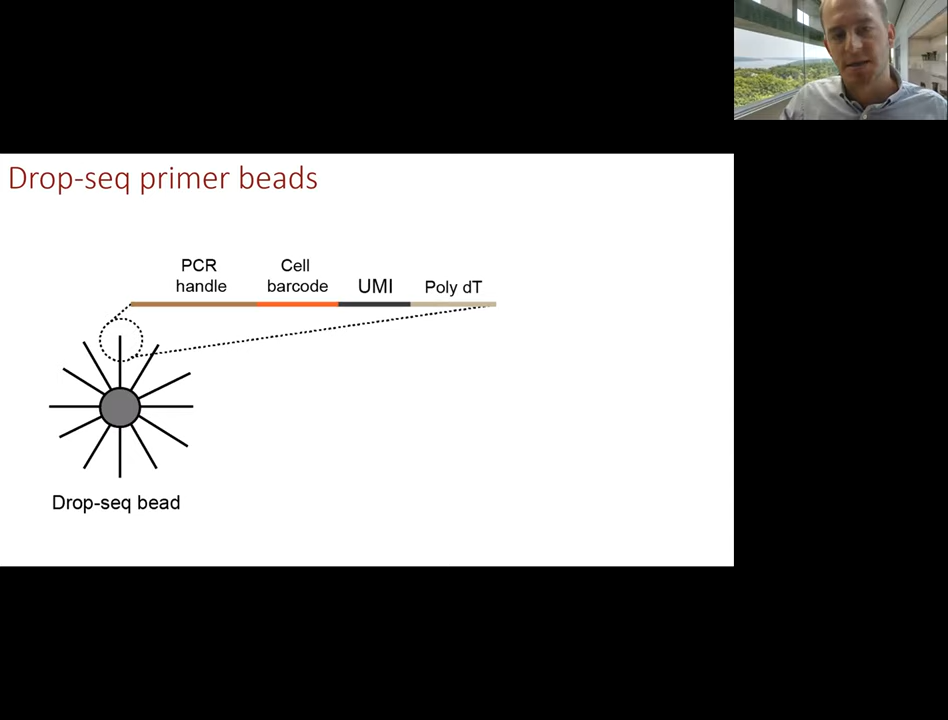 Drop-seq primer beads
PCR
handle
Cell
barcode
UMI
Poly dT
Drop-seq bead